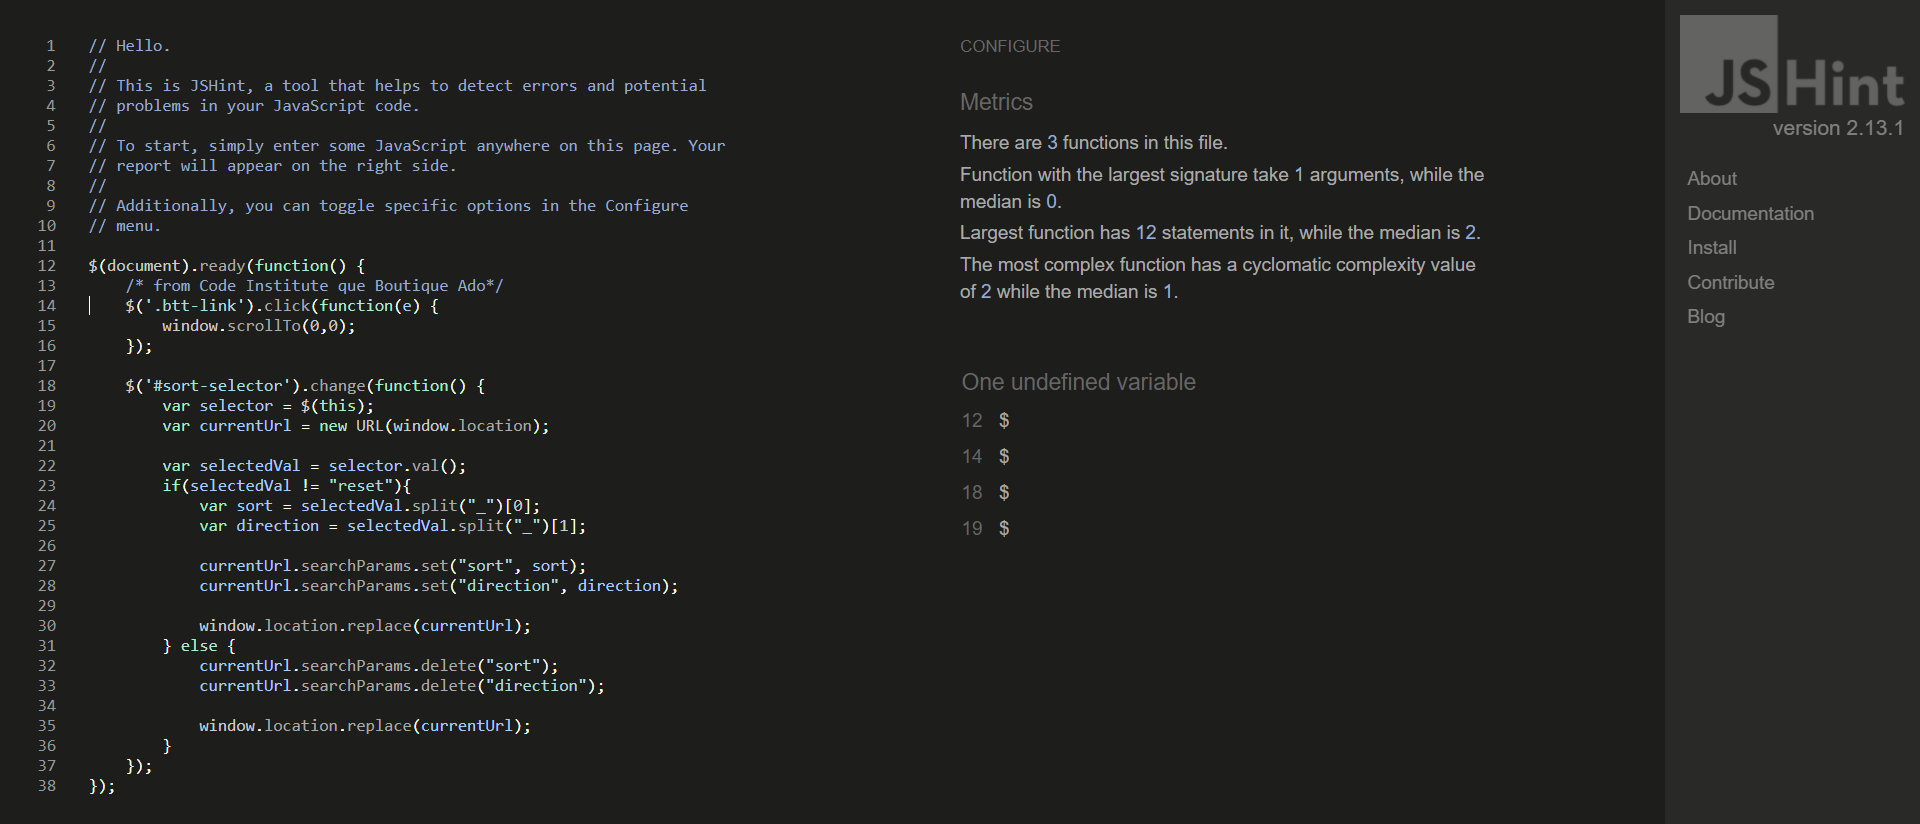 1 // Hello.
2 //
3 // This is JSHint, a tool that helps to detect errors and potential
4 // problems in your JavaScript code.
5 //
6 // To start, simply enter some JavaScript anywhere on this page. Your
7 // report will appear on the right side.
8 //
9 // Additionally, you can toggle specific options in the Configure
10 // menu.
11
12 $(document).ready(function() {
13     /* from Code Institute que Boutique Ado*/
14     $('.btt-link').click(function(e) {
15         window.scrollTo(0,0);
16     });
17
18     $('#sort-selector').change(function() {
19         var selector = $(this);
20         var currentUrl = new URL(window.location);
21
22         var selectedVal = selector.val();
23         if(selectedVal != "reset"){
24             var sort = selectedVal.split("_")[0];
25             var direction = selectedVal.split("_")[1];
26
27             currentUrl.searchParams.set("sort", sort);
28             currentUrl.searchParams.set("direction", direction);
29
30             window.location.replace(currentUrl);
31         } else {
32             currentUrl.searchParams.delete("sort");
33             currentUrl.searchParams.delete("direction");
34
35             window.location.replace(currentUrl);
36         }
37     });
38 });
CONFIGURE
Metrics
There are 3 functions in this file.
Function with the largest signature take 1 arguments, while the
median is 0.
Largest function has 12 statements in it, while the median is 2.
The most complex function has a cyclomatic complexity value
of 2 while the median is 1.
One undefined variable
12 $
14 $
18 $
19 $
JSHint
version 2.13.1
About
Documentation
Install
Contribute
Blog